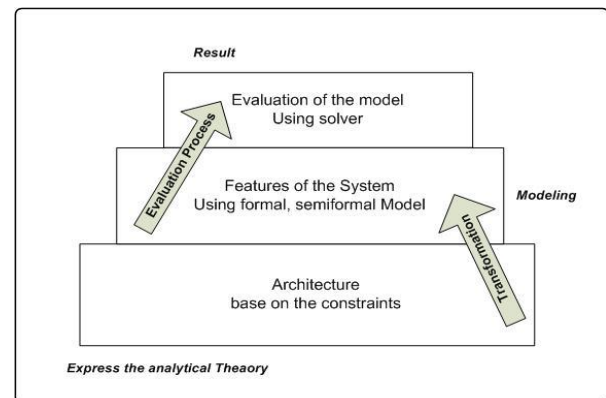 Result
Evaluation of the model
Using solver
Evaluation Process
Features of the System
Using formal, semiformal Model
Modeling
Transformation
Architecture
base on the constraints
Express the analytical Theaory